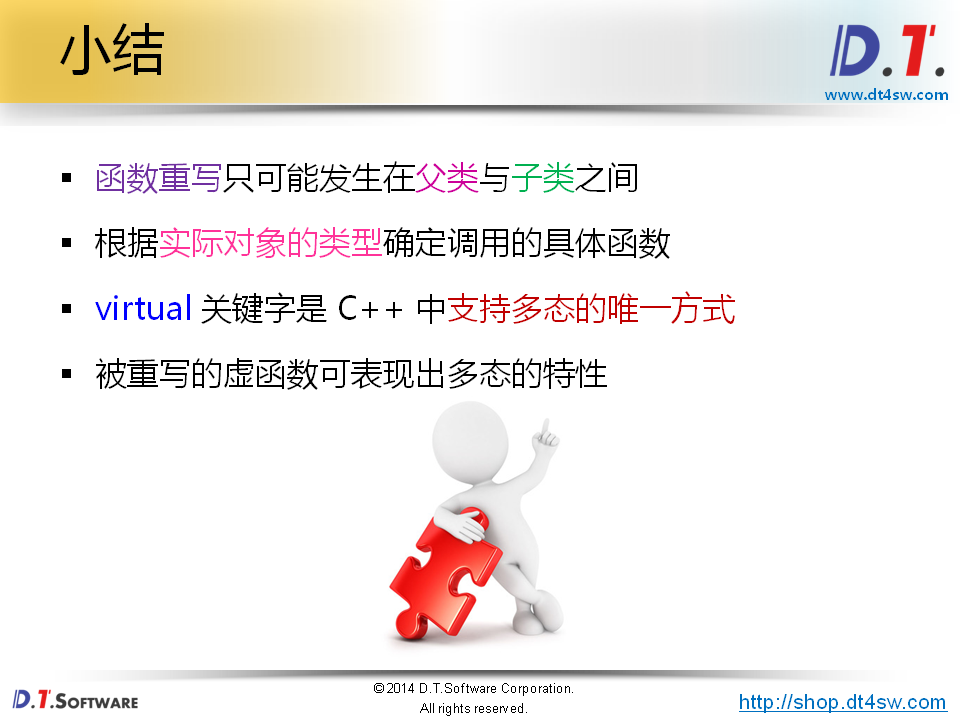 小结
D.T.
www.dt4sw.com
▪ 函数重写只可能发生在父类与子类之间
▪ 根据实际对象的类型确定调用的具体函数
▪ virtual 关键字是 C++ 中支持多态的唯一方式
▪ 被重写的虚函数可表现出多态的特性
D.T.SOFTWARE
©2014 D.T.Software Corporation.
All rights reserved.
http://shop.dt4sw.com